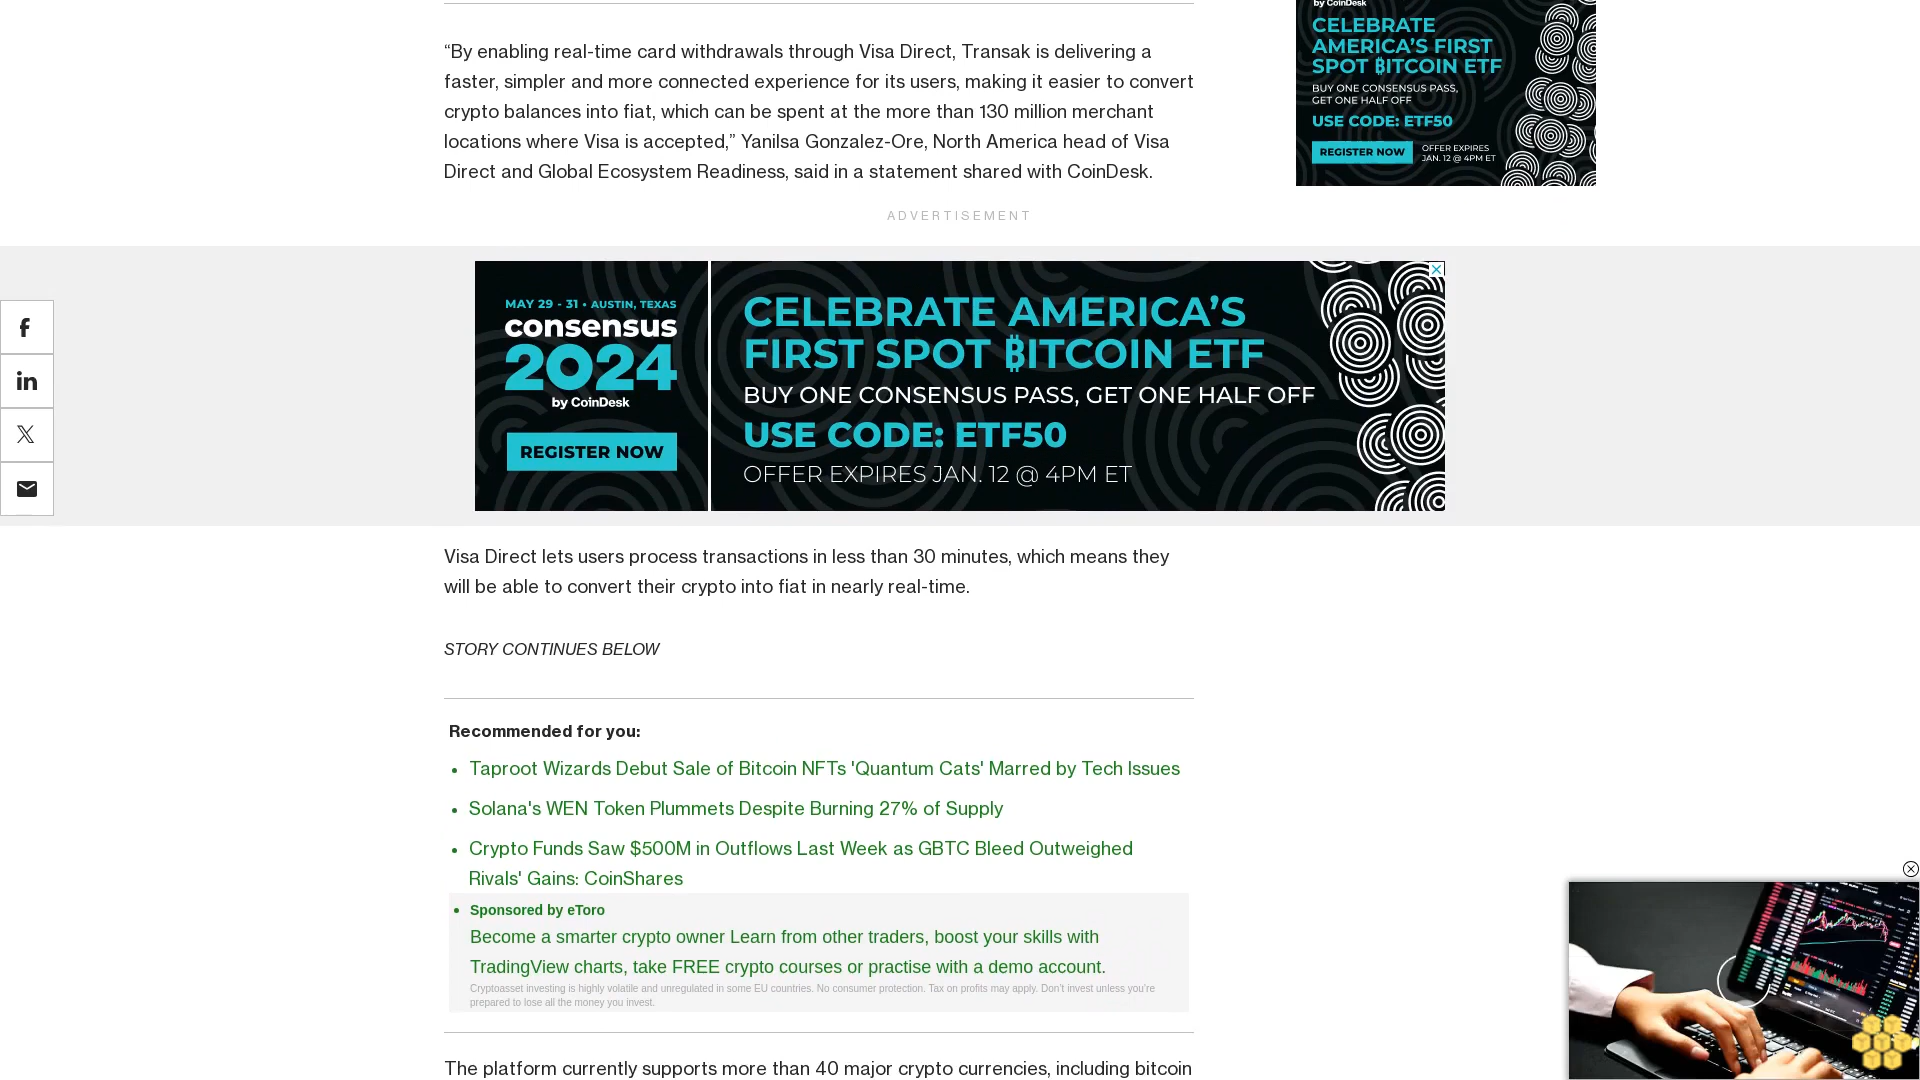 “By enabling real-time card withdrawals through Visa Direct, Transak is delivering a
faster, simpler and more connected experience for its users, making it easier to convert
crypto balances into fiat, which can be spent at the more than 130 million merchant
locations where Visa is accepted,” Yanilsa Gonzalez-Ore, North America head of Visa
Direct and Global Ecosystem Readiness, said in a statement shared with CoinDesk.
by CoinDesk
CELEBRATE
AMERICA’S FIRST
SPOT ₿ITCOIN ETF
BUY ONE CONSENSUS PASS,
GET ONE HALF OFF
USE CODE: ETF50
REGISTER NOW
OFFER EXPIRES
JAN. 12 @ 4PM ET
ADVERTISEMENT
MAY 29 - 31 • AUSTIN, TEXAS
consensus
2024
by CoinDesk
REGISTER NOW
CELEBRATE AMERICA’S
FIRST SPOT ₿ITCOIN ETF
BUY ONE CONSENSUS PASS, GET ONE HALF OFF
USE CODE: ETF50
OFFER EXPIRES JAN. 12 @ 4PM ET
Visa Direct lets users process transactions in less than 30 minutes, which means they
will be able to convert their crypto into fiat in nearly real-time.
STORY CONTINUES BELOW
Recommended for you:
• Taproot Wizards Debut Sale of Bitcoin NFTs 'Quantum Cats' Marred by Tech Issues
• Solana's WEN Token Plummets Despite Burning 27% of Supply
• Crypto Funds Saw $500M in Outflows Last Week as GBTC Bleed Outweighed
Rivals' Gains: CoinShares
• Sponsored by eToro
Become a smarter crypto owner Learn from other traders, boost your skills with
TradingView charts, take FREE crypto courses or practise with a demo account.
Cryptoasset investing is highly volatile and unregulated in some EU countries. No consumer protection. Tax on profits may apply. Don’t invest unless you’re
prepared to lose all the money you invest.
The platform currently supports more than 40 major crypto currencies, including bitcoin